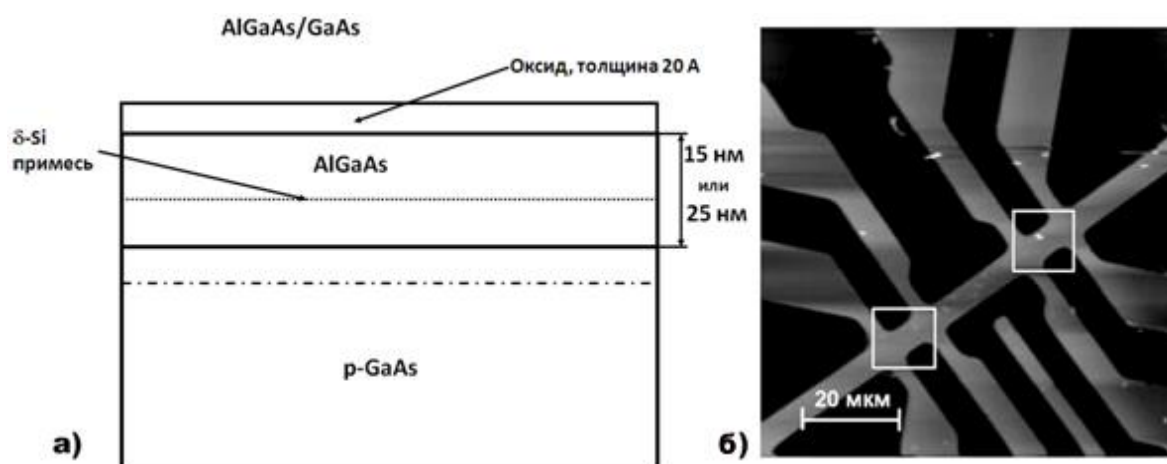 AlGaAs/GaAs
Оксид, толщина 20 А
δ-Si
примесь
AlGaAs
15 нм
или
25 нм
p-GaAs
а)
20 мкм
б)